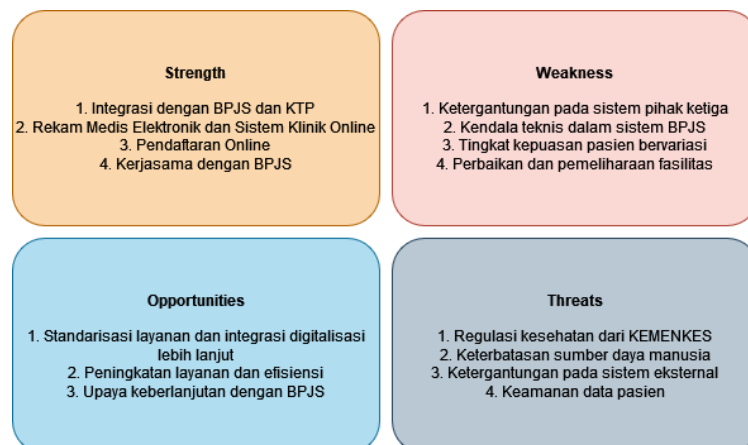 Strength
1. Integrasi dengan BPJS dan KTP
2. Rekam Medis Elektronik dan Sistem Klinik Online
3. Pendaftaran Online
4. Kerjasama dengan BPJS
Weakness
1. Ketergantungan pada sistem pihak ketiga
2. Kendala teknis dalam sistem BPJS
3. Tingkat kepuasan pasien bervariasi
4. Perbaikan dan pemeliharaan fasilitas
Opportunities
1. Standarisasi layanan dan integrasi digitalisasi
lebih lanjut
2. Peningkatan layanan dan efisiensi
3. Upaya keberlanjutan dengan BPJS
Threats
1. Regulasi kesehatan dari KEMENKES
2. Keterbatasan sumber daya manusia
3. Ketergantungan pada sistem eksternal
4. Keamanan data pasien